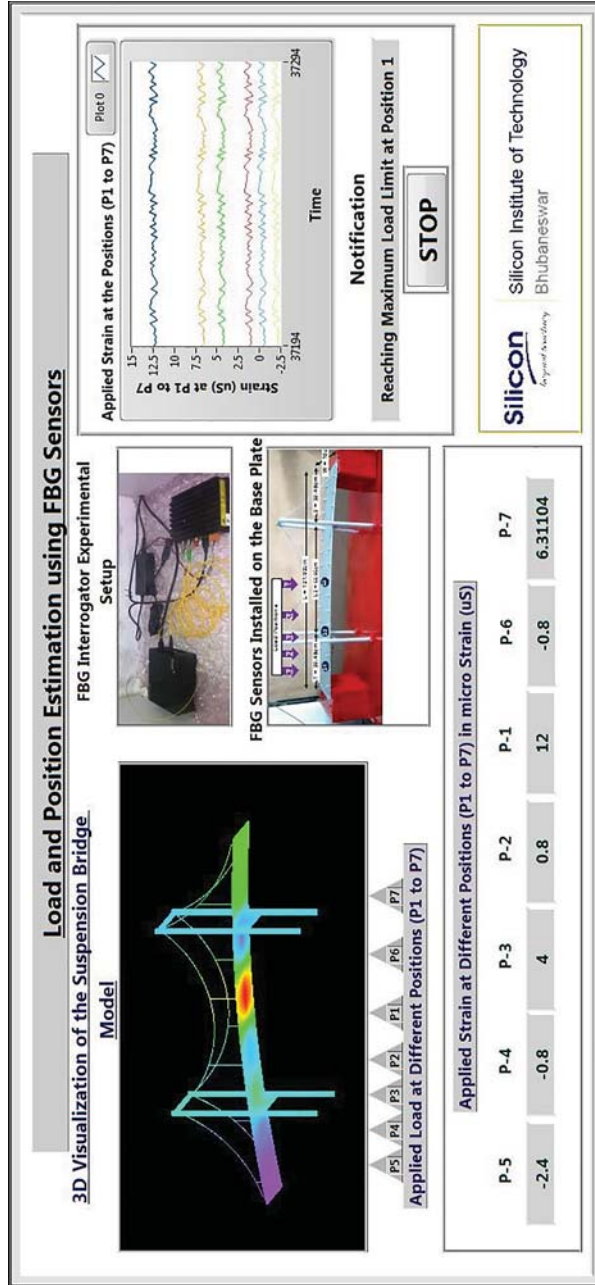 Load and Position Estimation using FBG Sensors
3D Visualization of the Suspension Bridge
Model
P5 P4 P3 P2 P1 P6 P7
Applied Load at Different Positions (P1 to P7)
FBG Interrogator Experimental
Setup
FBG Sensors Installed on the Base Plate
Applied Strain at the Positions (P1 to P7)
Plot 0
Strain (uS) at P1 to P7
15
12.5
10
7.5
5
2.5
0
-2.5
37194
37294
Time
Notification
Reaching Maximum Load Limit at Position 1
STOP
Applied Strain at Different Positions (P1 to P7) in micro Strain (uS)
P-5 P-4 P-3 P-2 P-1 P-6 P-7
-2.4 -0.8 4 0.8 12 -0.8 6.31104
Silicon
Silicon Institute of Technology
Bhubaneswar